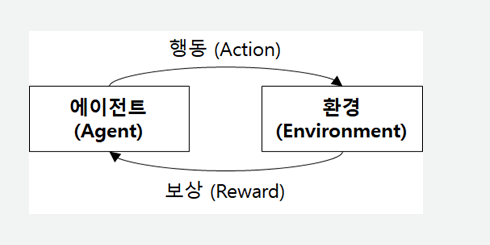 행동 (Action)
에이전트
(Agent)
환경
(Environment)
보상 (Reward)